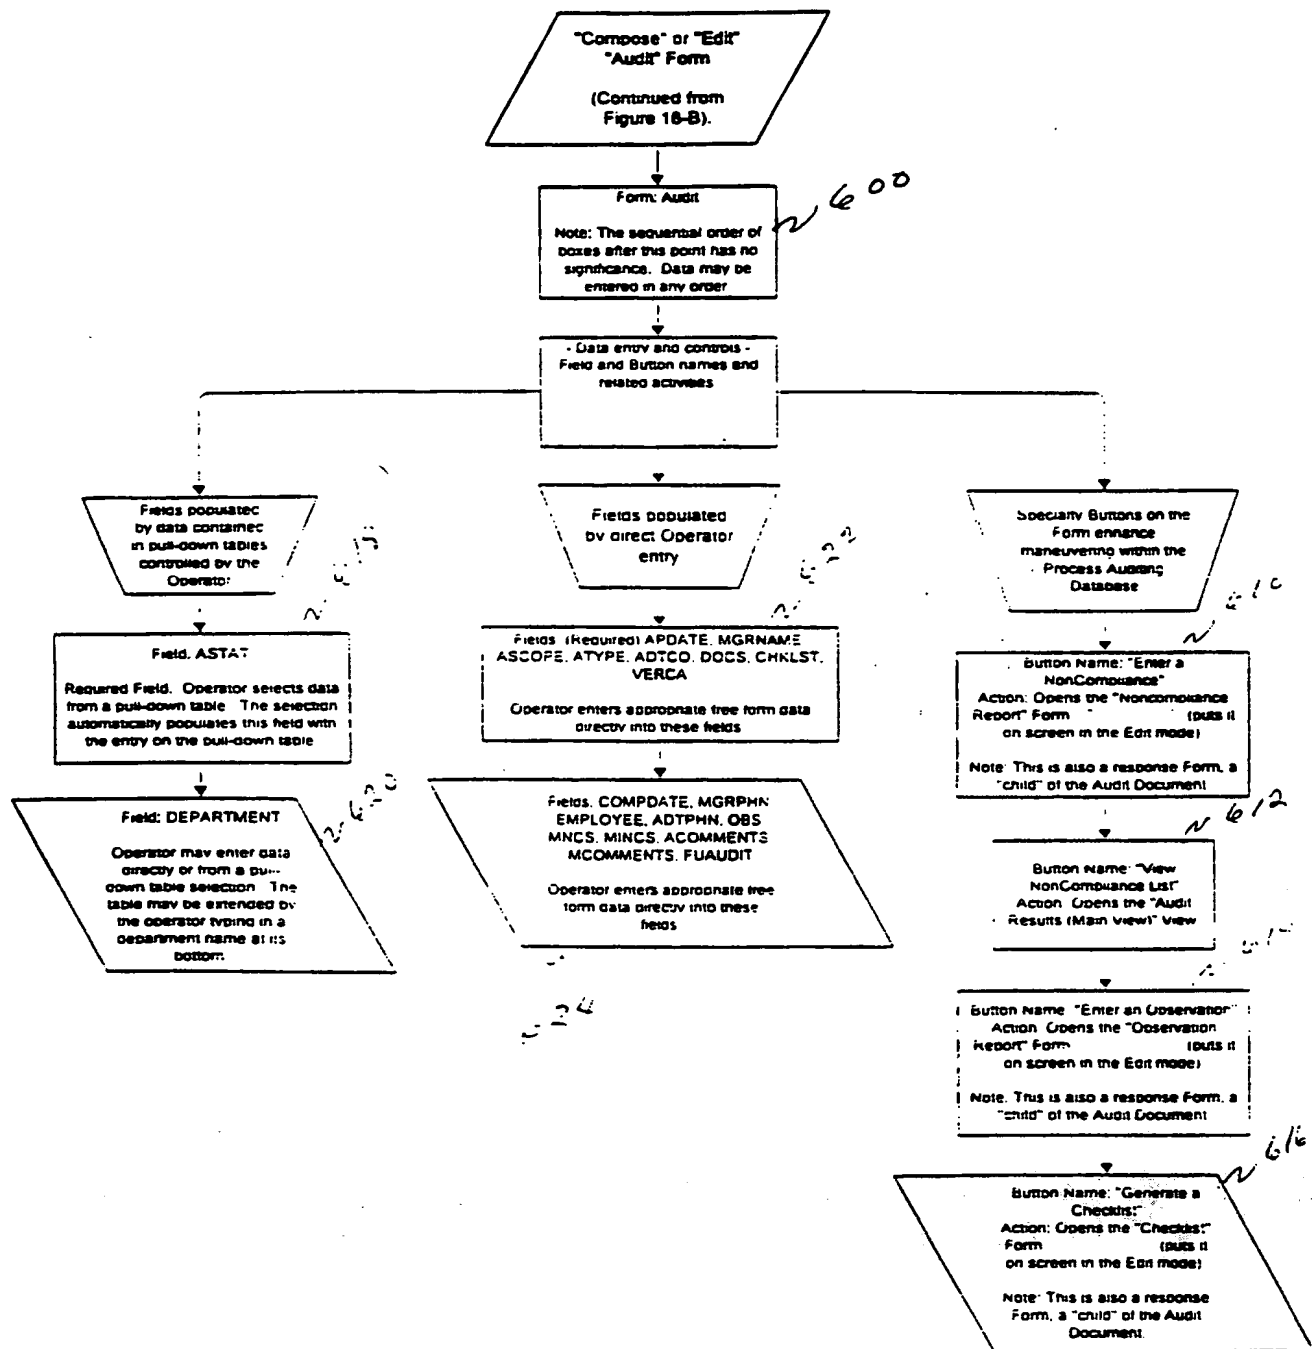 "Compose" or "Edit"
"Audit" Form
(Continued from
Figure 16-B).
Form: Audit
Note: The sequential order of
boxes after this point has no
significance. Data may be
entered in any order
600
- Data entry and controls -
Field and Button names and
related activities
Fields populated
by data contained
in pull-down tables
controlled by the
Operator
Field. ASTAT
Required Field. Operator selects data
from a pull-down table The selection
automatically populates this field with
the entry on the pull-down table
Field: DEPARTMENT
Operator may enter data
directly or from a pull-
down table selection The
table may be extended by
the operator typing in a
department name at its
bottom
620
Fields populated
by direct Operator
entry
622
Fields (Required) APDATE, MGRNAME
ASCOPE, ATYPE, ADTCO, DOCS, CHKLST,
VERCA
Operator enters appropriate free form data
directly into these fields
Fields. COMPDATE, MGRPHN
EMPLOYEE, ADTPHN, OBS
MNCS, MINCS, ACOMMENTS
MCOMMENTS, FUAUDIT
Operator enters appropriate free
form data directly into these
fields
Specialty Buttons on the
Form enhance
maneuvering within the
Process Auditing
Database
610
Button Name: "Enter a
NonCompliance"
Action: Opens the "Noncompliance
Report" Form (puts it
on screen in the Edit mode)
Note: This is also a response Form, a
"child" of the Audit Document
612
Button Name: "View
NonCompliance List"
Action Opens the "Audit
Results (Main View)" View
Button Name "Enter an Observation"
Action Opens the "Observation
Report" Form (puts it
on screen in the Edit mode)
Note. This is also a response Form, a
"child" of the Audit Document
616
Button Name: "Generate a
Checklist"
Action: Opens the "Checklist"
Form (puts it
on screen in the Edit mode)
Note: This is also a response
Form, a "child" of the Audit
Document.